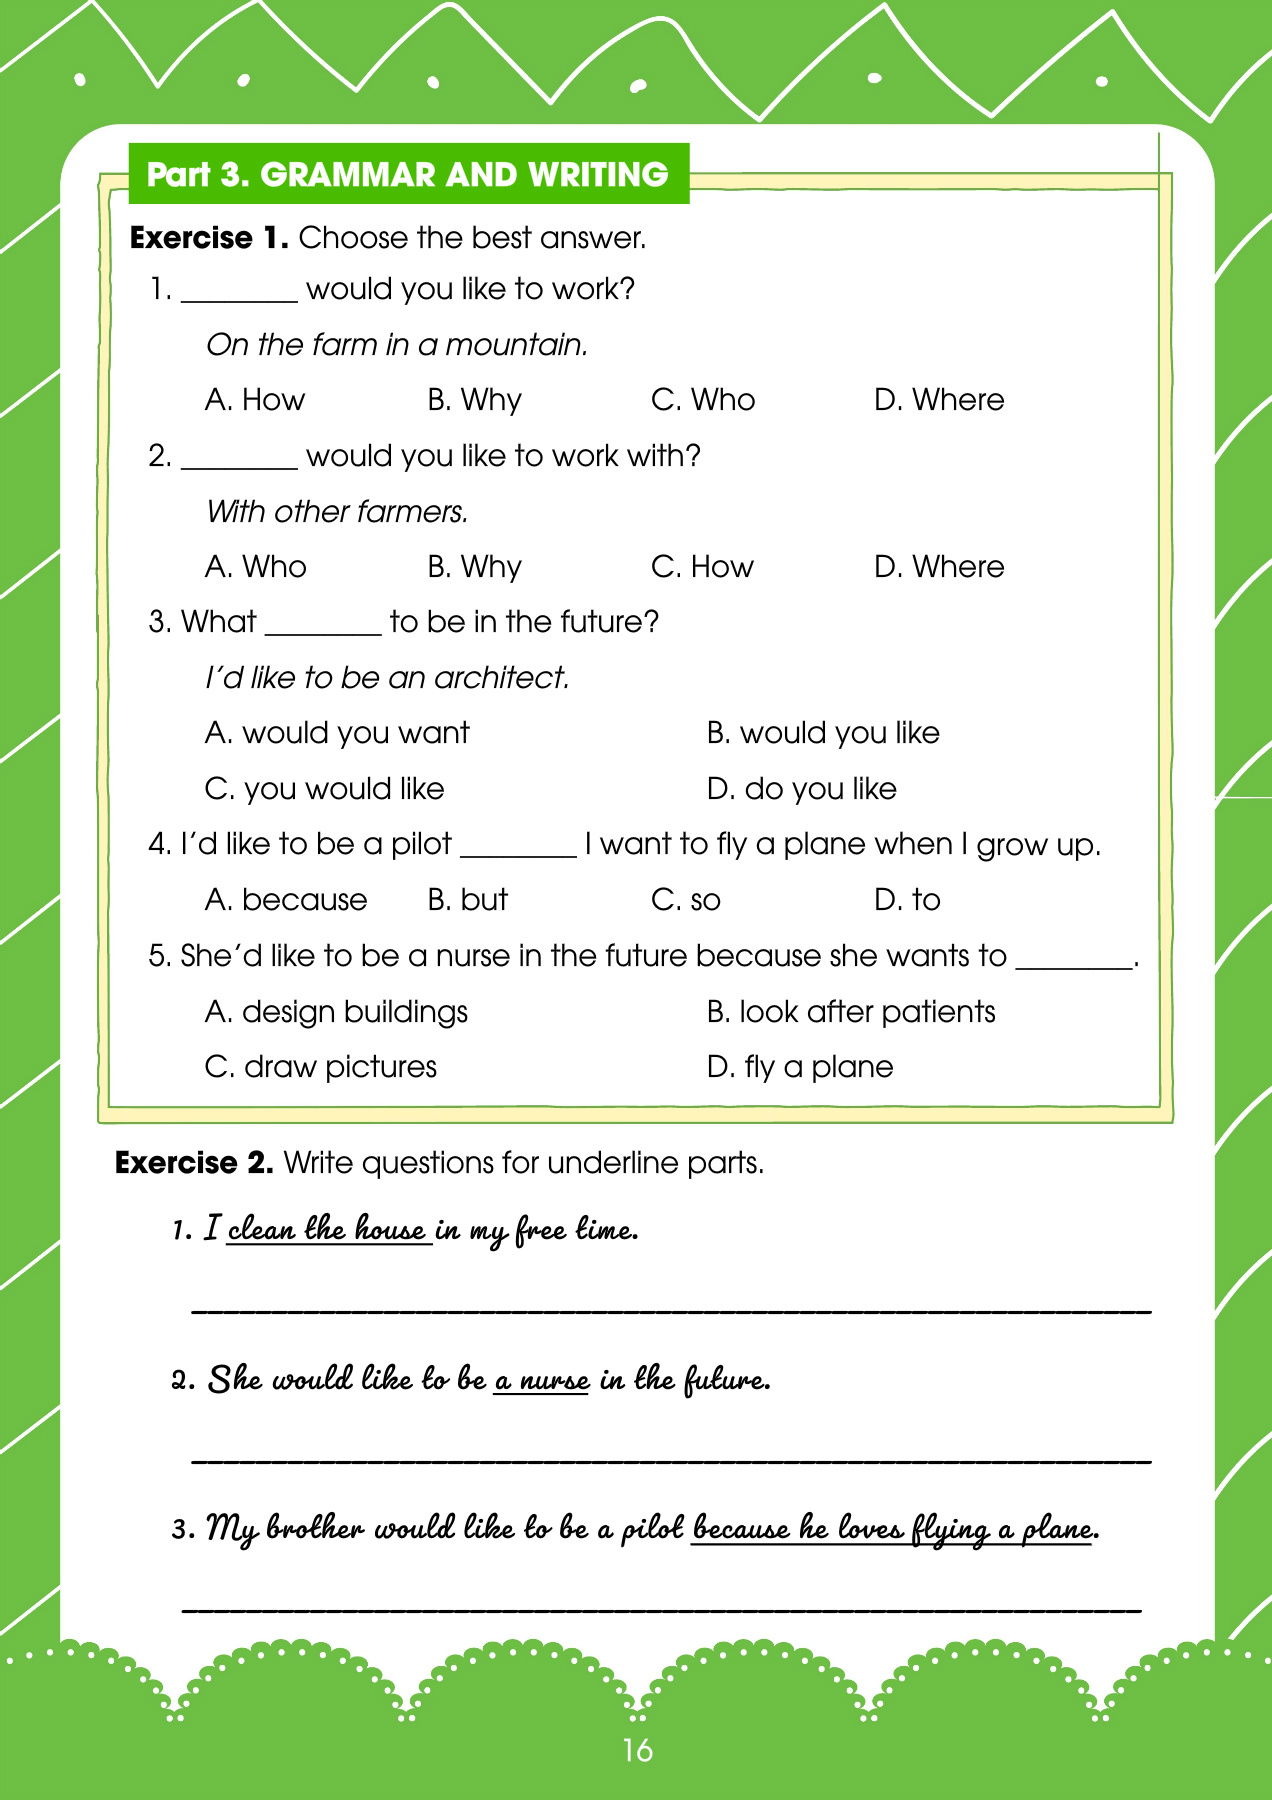 Part 3. GRAMMAR AND WRITING
Exercise 1. Choose the best answer.
1. ________ would you like to work?
On the farm in a mountain.
A. How B. Why C. Who D. Where
2. ________ would you like to work with?
With other farmers.
A. Who B. Why C. How D. Where
3. What ________ to be in the future?
I'd like to be an architect.
A. would you want B. would you like
C. you would like D. do you like
4. I'd like to be a pilot ________ I want to fly a plane when I grow up.
A. because B. but C. so D. to
5. She'd like to be a nurse in the future because she wants to ________.
A. design buildings B. look after patients
C. draw pictures D. fly a plane
Exercise 2. Write questions for underline parts.
1. I clean the house in my free time.
2. She would like to be a nurse in the future.
3. My brother would like to be a pilot because he loves flying a plane.
16